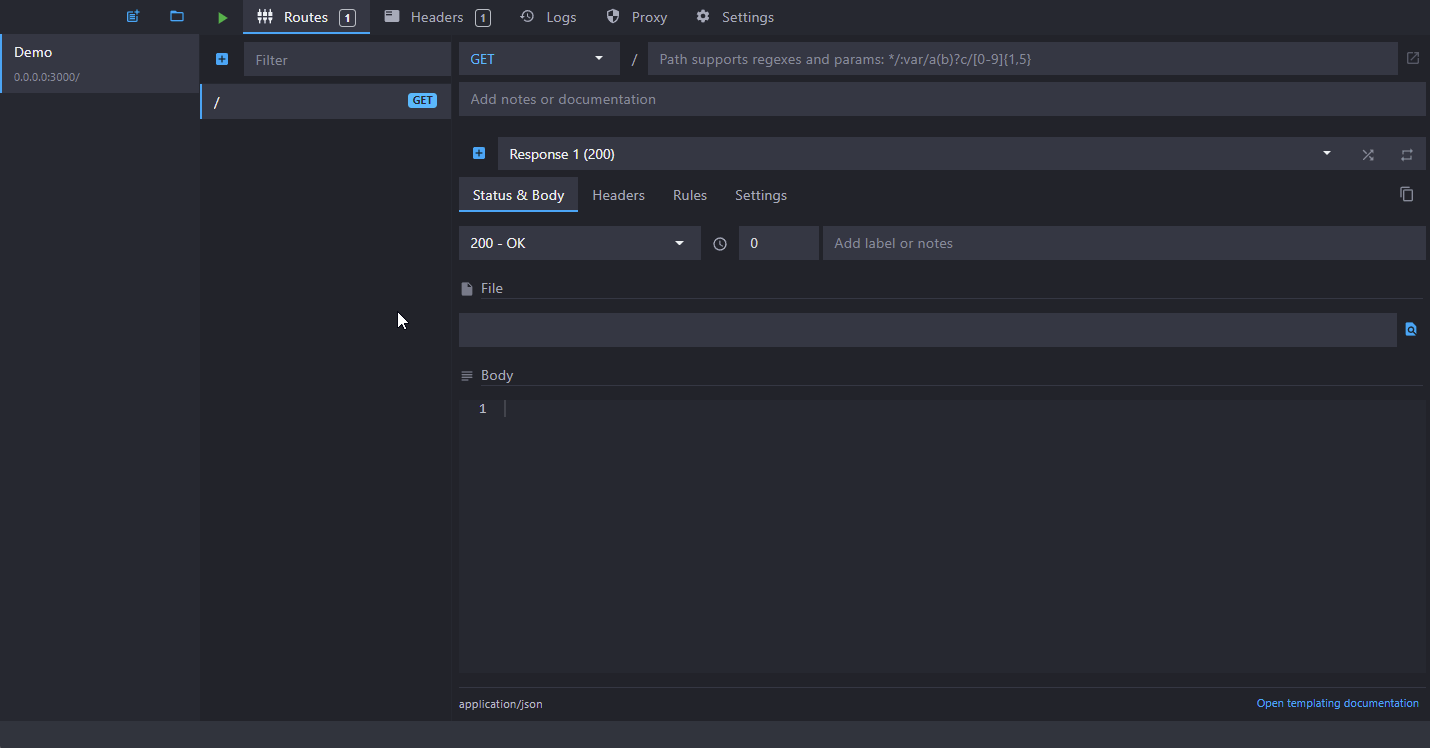 Routes 1 Headers 1 Logs Proxy Settings
Demo
0.0.0.0:3000/
Filter
/ GET
GET / Path supports regexes and params: */:var/a(b)?c/[0-9]{1,5}
Add notes or documentation
Response 1 (200)
Status & Body Headers Rules Settings
200 - OK 0 Add label or notes
File
Body
1
application/json Open templating documentation